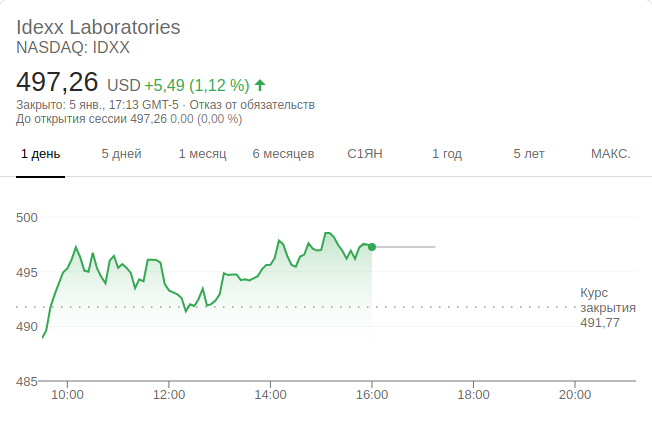 Idexx Laboratories
NASDAQ: IDXX
497,26 USD +5,49 (1,12 %)
Закрыто: 5 янв., 17:13 GMT-5 · Отказ от обязательств
До открытия сессии 497,26 0,00 (0,00 %)
1 день 5 дней 1 месяц 6 месяцев С1ЯН 1 год 5 лет МАКС.
500
495
Курс
закрытия
491,77
490
485
10:00 12:00 14:00 16:00 18:00 20:00